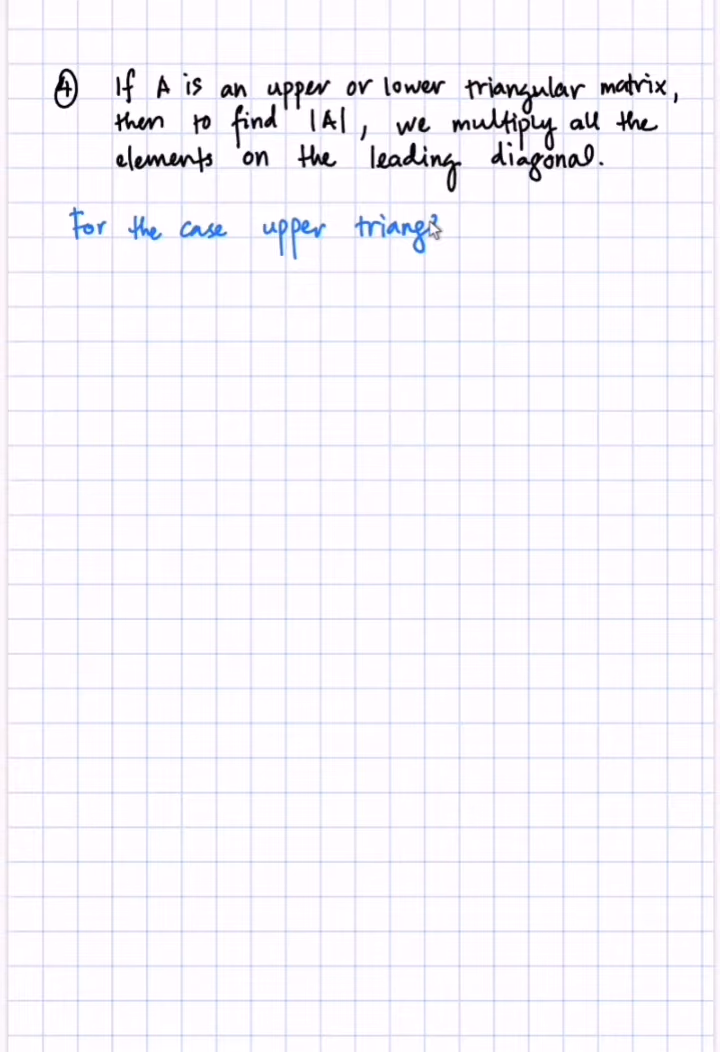 ④ If A is an upper or lower triangular matrix,
then to find |A|, we multiply all the
elements on the leading diagonal.
For the case upper